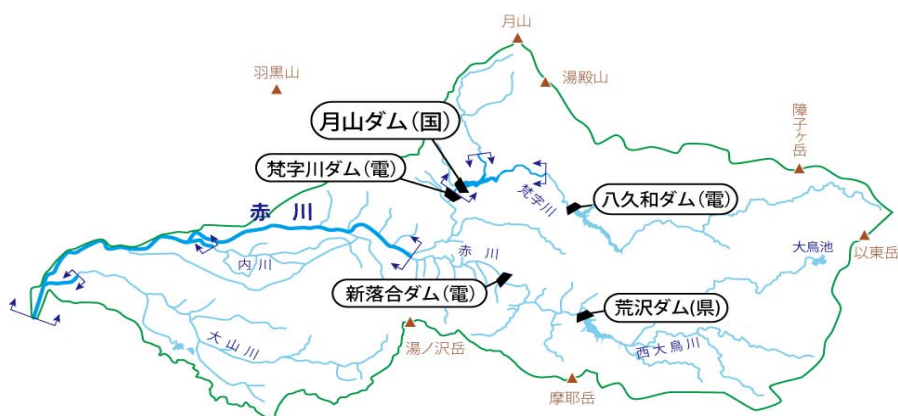 月山
羽黒山
湯殿山
障子ヶ岳
月山ダム(国)
梵字川ダム(電)
梵字川
八久和ダム(電)
赤川
大鳥池
以東岳
内川
赤川
新落合ダム(電)
荒沢ダム(県)
大山川
湯ノ沢岳
西大鳥川
摩耶岳